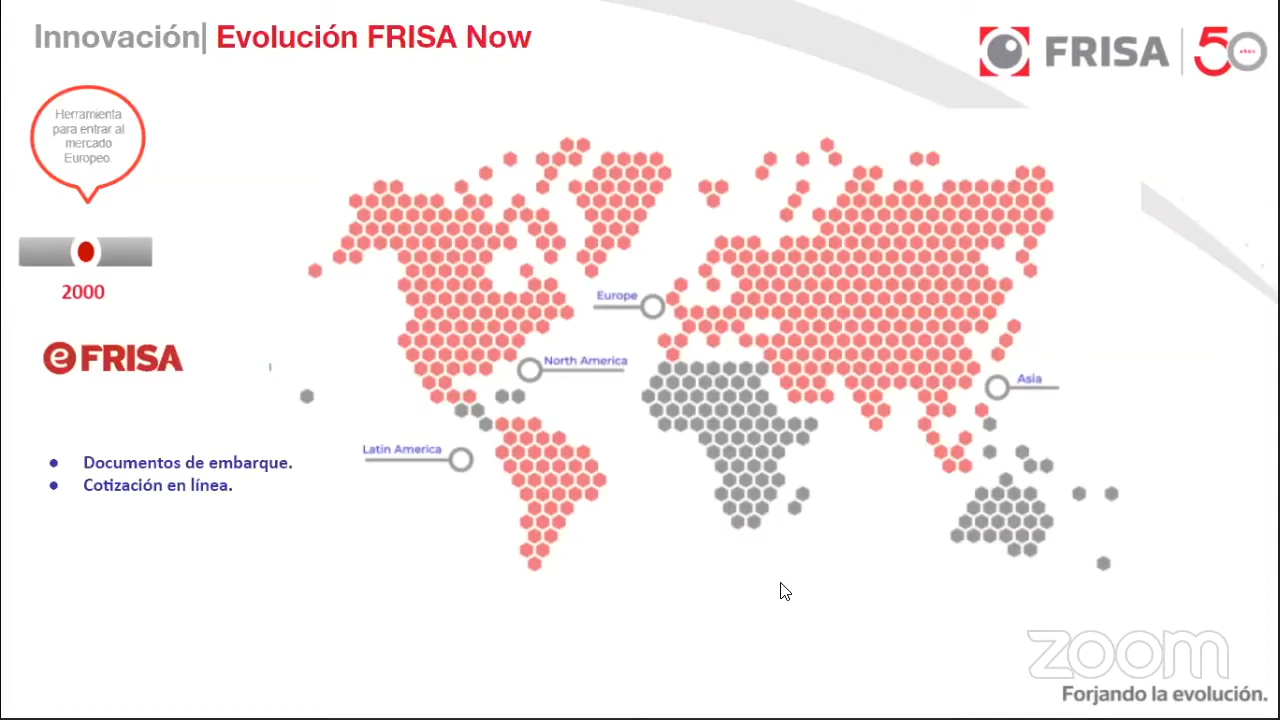 Innovación| Evolución FRISA Now
FRISA | 50
AÑOS
Herramienta
para entrar al
mercado
Europeo.
2000
eFRISA
Documentos de embarque.
Cotización en línea.
Europe
North America
Asia
Latin America
zoom
Forjando la evolución.